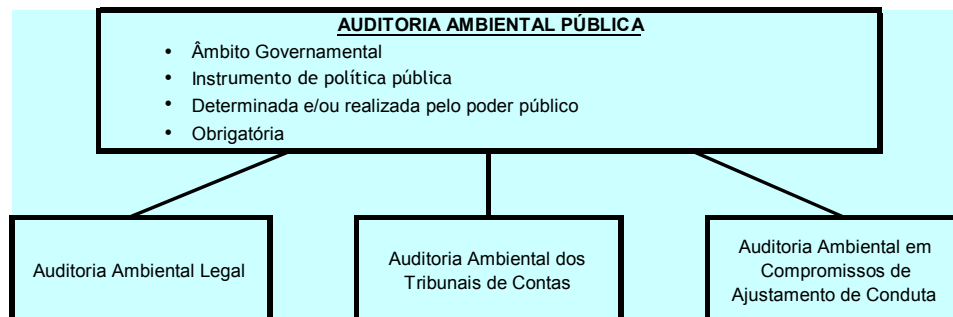 AUDITORIA AMBIENTAL PÚBLICA
• Âmbito Governamental
• Instrumento de política pública
• Determinada e/ou realizada pelo poder público
• Obrigatória
Auditoria Ambiental Legal
Auditoria Ambiental dos
Tribunais de Contas
Auditoria Ambiental em
Compromissos de
Ajustamento de Conduta